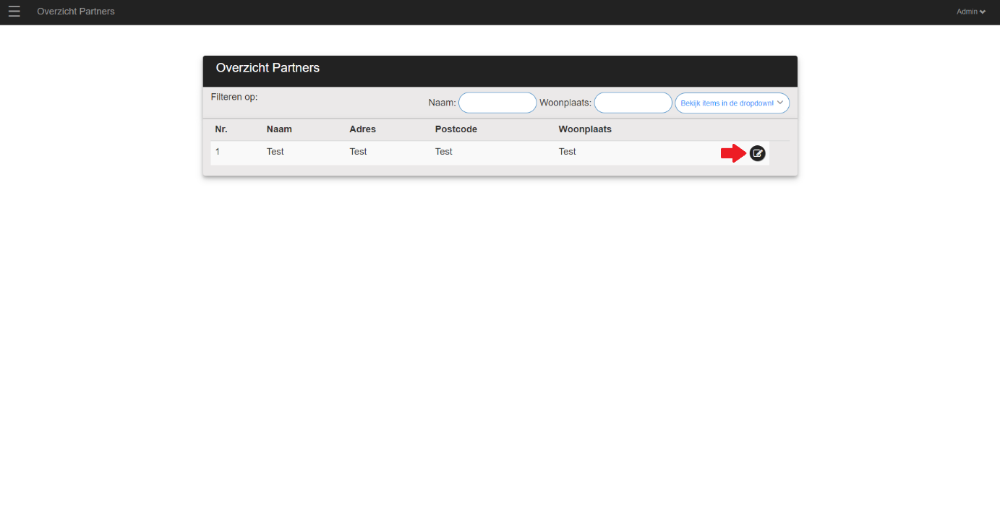 Overzicht Partners Admin
Overzicht Partners
Filteren op: Naam: Woonplaats: Bekijk items in de dropdown!
Nr. Naam Adres Postcode Woonplaats
1 Test Test Test Test